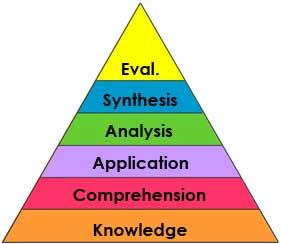 Eval.
Synthesis
Analysis
Application
Comprehension
Knowledge